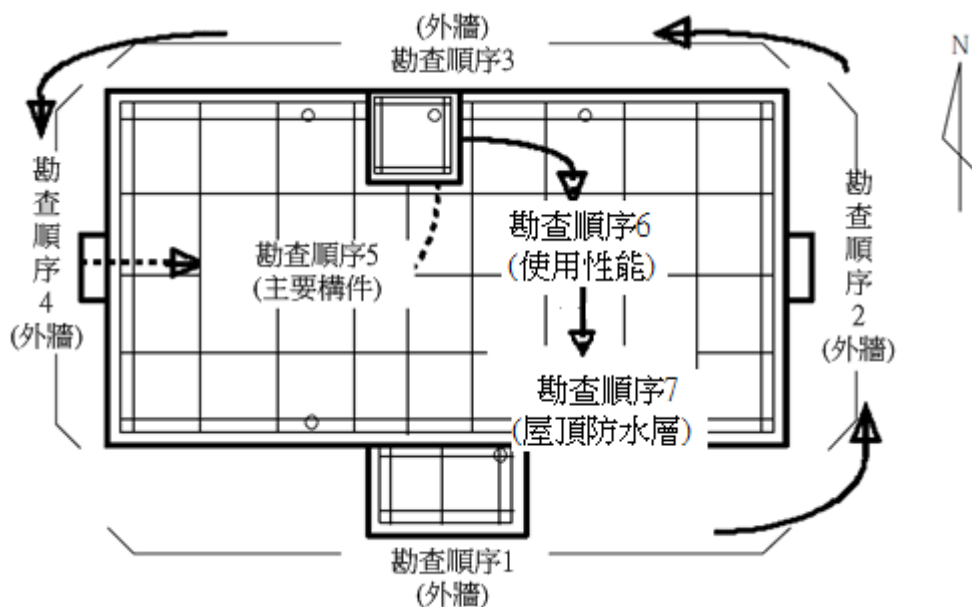 (外牆)
勘查順序3
N
勘查順序4
(外牆)
勘查順序5
(主要構件)
勘查順序6
(使用性能)
勘查順序2
(外牆)
勘查順序7
(屋頂防水層)
勘查順序1
(外牆)